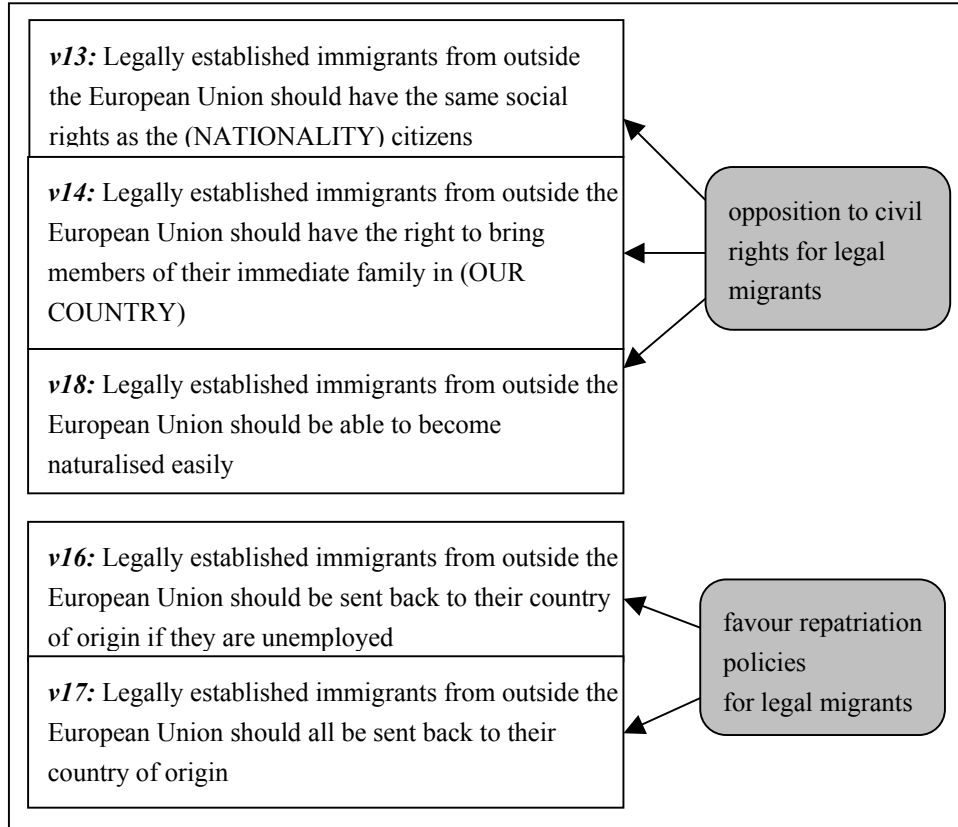 v13: Legally established immigrants from outside
the European Union should have the same social
rights as the (NATIONALITY) citizens
v14: Legally established immigrants from outside the
European Union should have the right to bring
members of their immediate family in (OUR
COUNTRY)
v18: Legally established immigrants from outside the
European Union should be able to become
naturalised easily
opposition to civil
rights for legal
migrants
v16: Legally established immigrants from outside the
European Union should be sent back to their country
of origin if they are unemployed
v17: Legally established immigrants from outside the
European Union should all be sent back to their
country of origin
favour repatriation
policies
for legal migrants